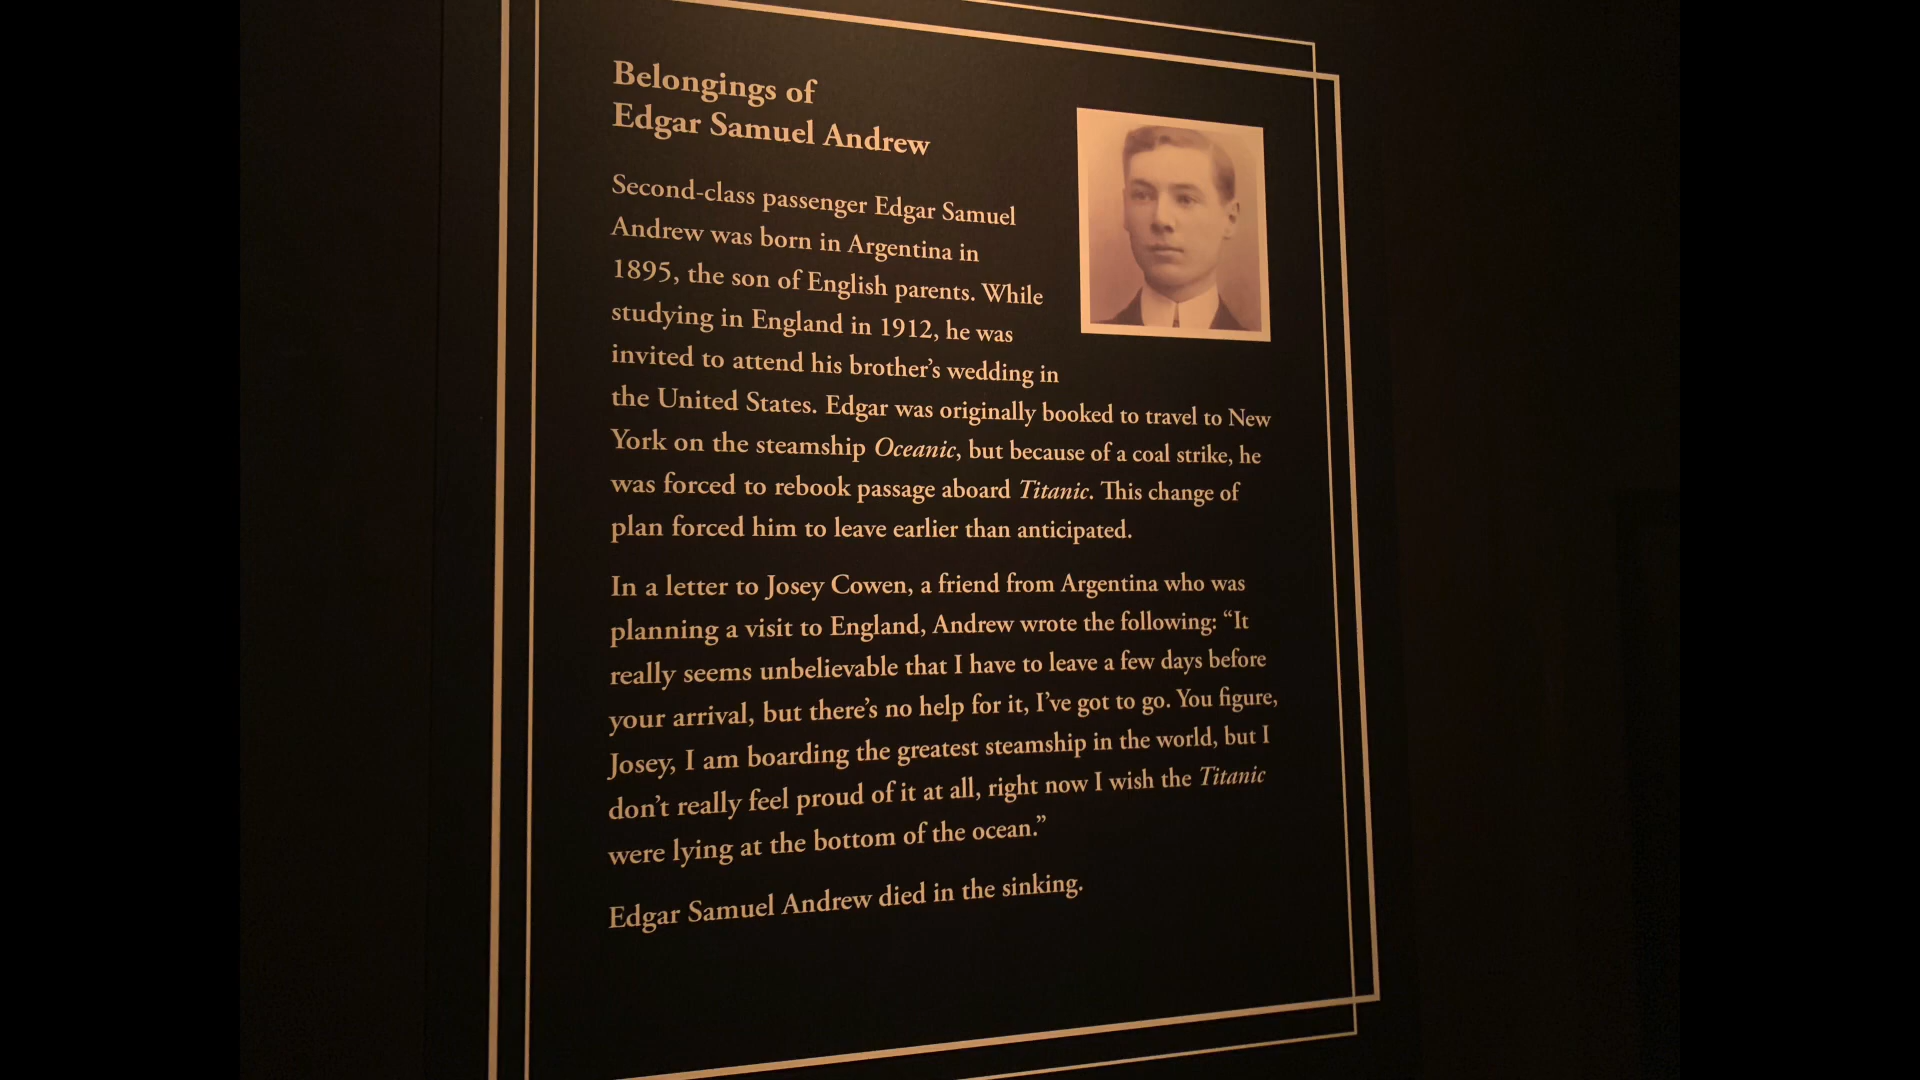 Belongings of
Edgar Samuel Andrew
Second-class passenger Edgar Samuel
Andrew was born in Argentina in
1895, the son of English parents. While
studying in England in 1912, he was
invited to attend his brother’s wedding in
the United States. Edgar was originally booked to travel to New
York on the steamship Oceanic, but because of a coal strike, he
was forced to rebook passage aboard Titanic. This change of
plan forced him to leave earlier than anticipated.
In a letter to Josey Cowen, a friend from Argentina who was
planning a visit to England, Andrew wrote the following: “It
really seems unbelievable that I have to leave a few days before
your arrival, but there’s no help for it, I’ve got to go. You figure,
Josey, I am boarding the greatest steamship in the world, but I
don’t really feel proud of it at all, right now I wish the Titanic
were lying at the bottom of the ocean.”
Edgar Samuel Andrew died in the sinking.